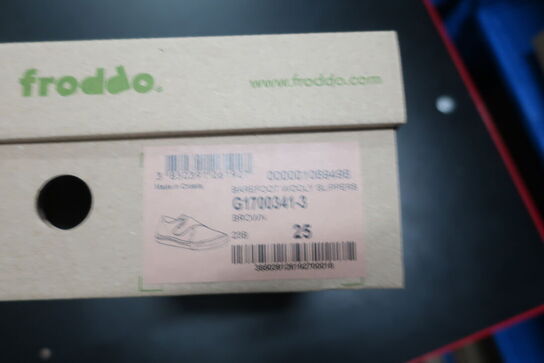 froddo
www.froddo.com
Made in Croatia
BAREFOOT WOOLY SLIPPERS
G1700341-3
BROWN
25